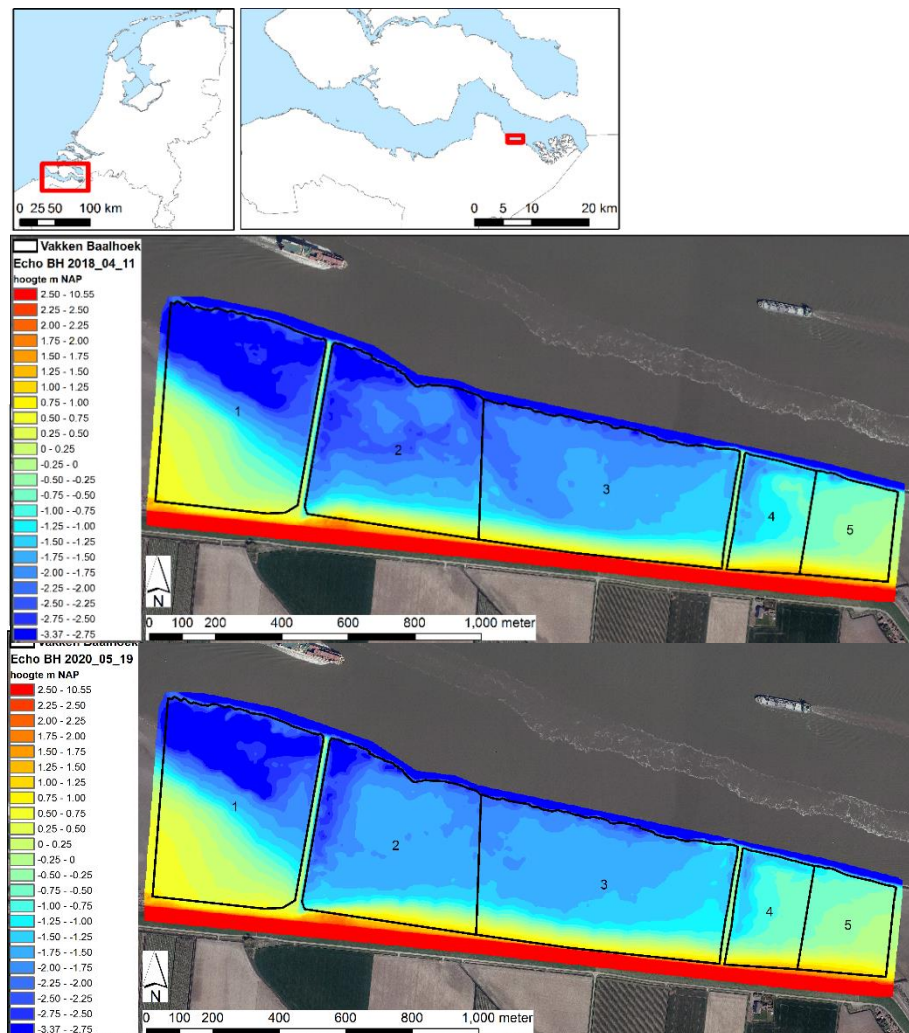 0 25 50 100 km
0 5 10 20 km
Vakken Baalhoek
Echo BH 2018_04_11
hoogte m NAP
2.50 - 10.55
2.25 - 2.50
2.00 - 2.25
1.75 - 2.00
1.50 - 1.75
1.25 - 1.50
1.00 - 1.25
0.75 - 1.00
0.50 - 0.75
0.25 - 0.50
0 - 0.25
-0.25 - 0
-0.50 - -0.25
-0.75 - -0.50
-1.00 - -0.75
-1.25 - -1.00
-1.50 - -1.25
-1.75 - -1.50
-2.00 - -1.75
-2.25 - -2.00
-2.50 - -2.25
-2.75 - -2.50
-3.37 - -2.75
1
2
3
4
5
N
0 200 400 600 800 1,000 meter
Vakken Baalhoek
Echo BH 2020_05_19
hoogte m NAP
2.50 - 10.55
2.25 - 2.50
2.00 - 2.25
1.75 - 2.00
1.50 - 1.75
1.25 - 1.50
1.00 - 1.25
0.75 - 1.00
0.50 - 0.75
0.25 - 0.50
0 - 0.25
-0.25 - 0
-0.50 - -0.25
-0.75 - -0.50
-1.00 - -0.75
-1.25 - -1.00
-1.50 - -1.25
-1.75 - -1.50
-2.00 - -1.75
-2.25 - -2.00
-2.50 - -2.25
-2.75 - -2.50
-3.37 - -2.75
1
2
3
4
5
N
0 200 400 600 800 1,000 meter